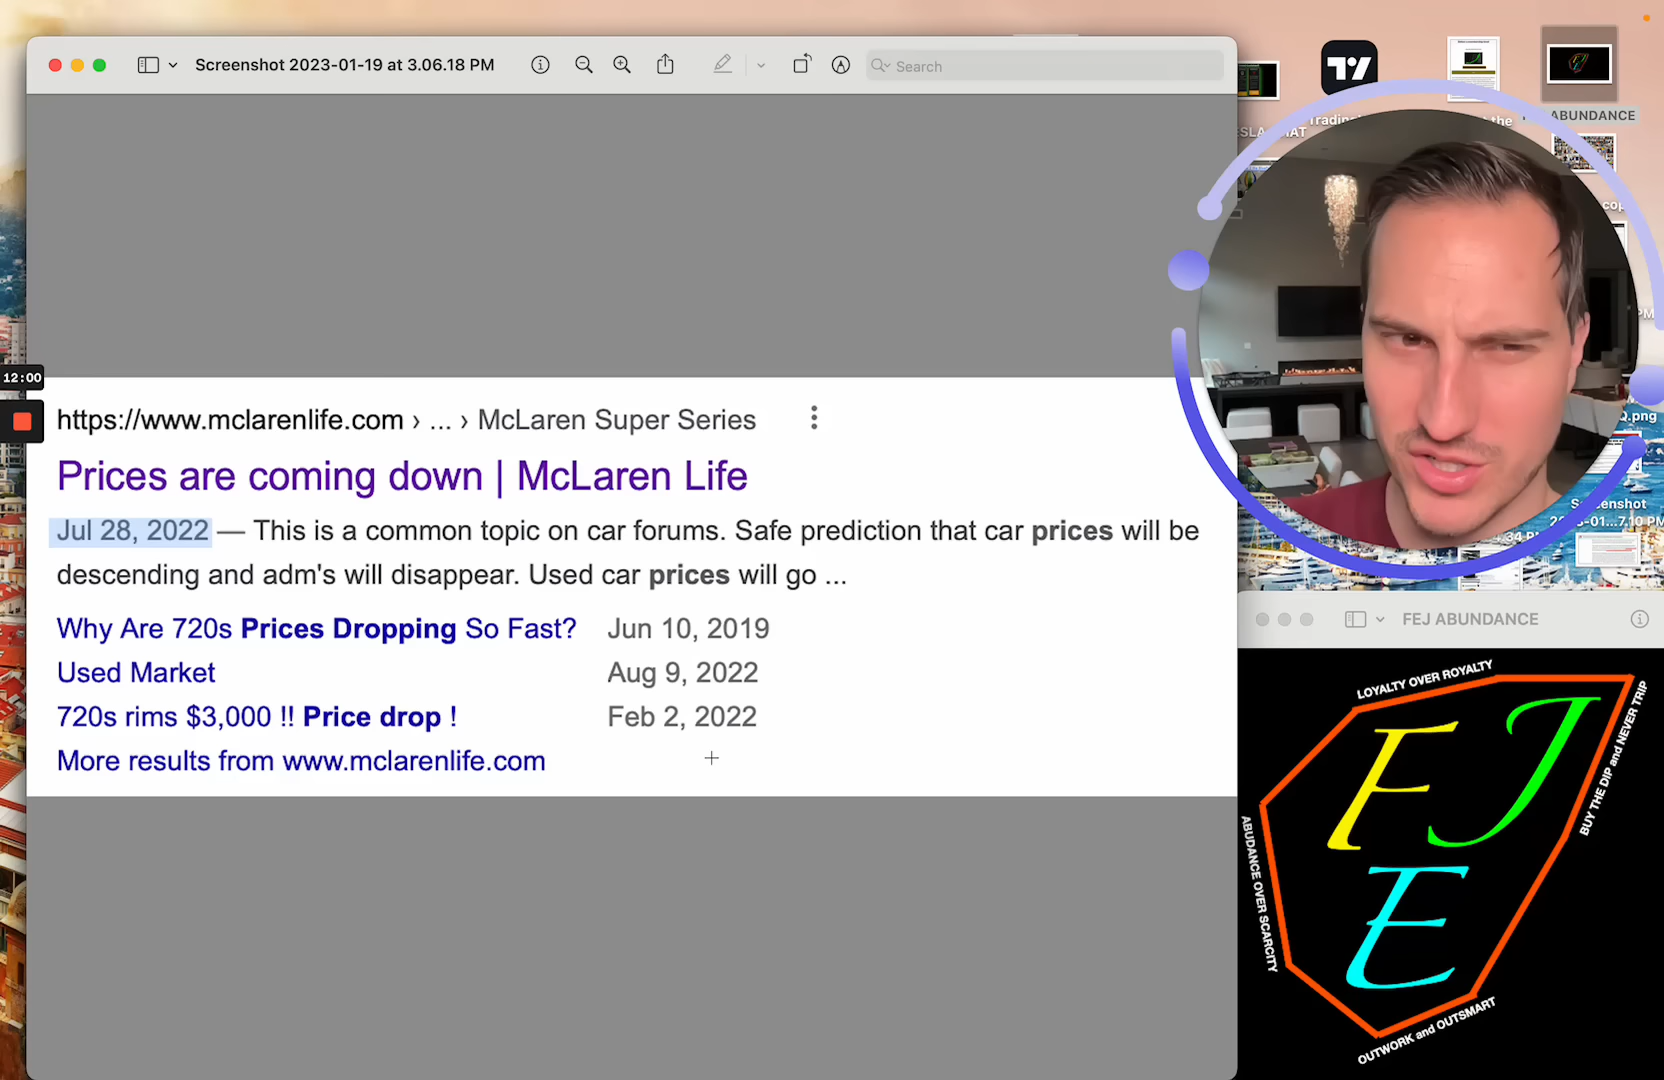 Screenshot 2023-01-19 at 3.06.18 PM
Search
ABUNDANCE
12:00
https://www.mclarenlife.com › ... › McLaren Super Series
Prices are coming down | McLaren Life
Jul 28, 2022 — This is a common topic on car forums. Safe prediction that car prices will be
descending and adm's will disappear. Used car prices will go ...
Why Are 720s Prices Dropping So Fast? Jun 10, 2019
Used Market Aug 9, 2022
720s rims $3,000 !! Price drop ! Feb 2, 2022
More results from www.mclarenlife.com
FEJ ABUNDANCE
LOYALTY OVER ROYALTY
BUY THE DIP and NEVER TRIP
ABUDANCE OVER SCARCITY
OUTWORK and OUTSMART
F J
E